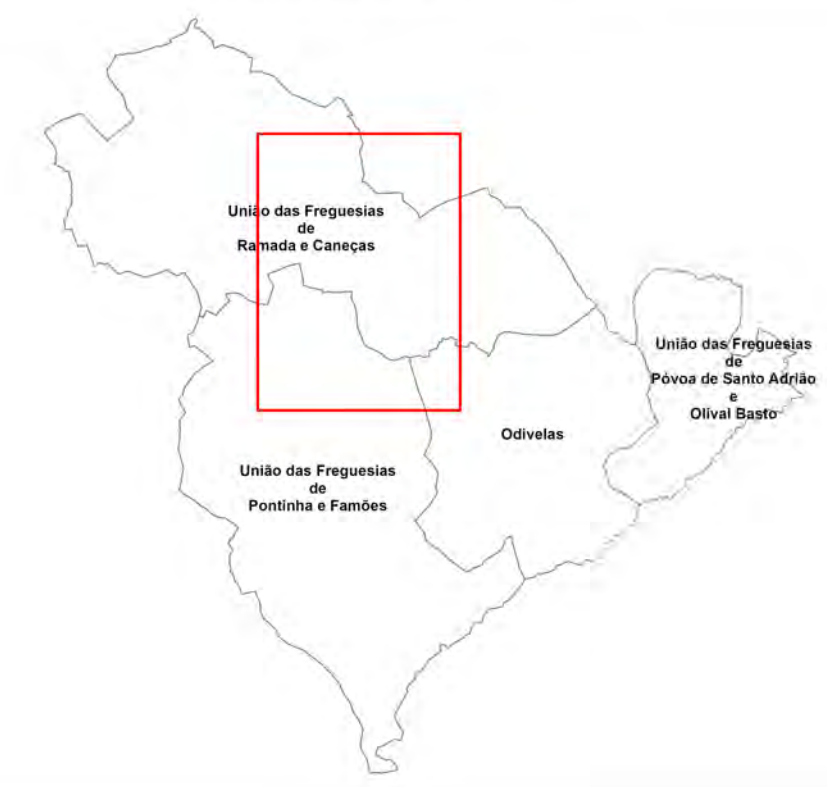 União das Freguesias
de
Ramada e Caneças
União das Freguesias
de
Póvoa de Santo Adrião
e
Olival Basto
Odivelas
União das Freguesias
de
Pontinha e Famões